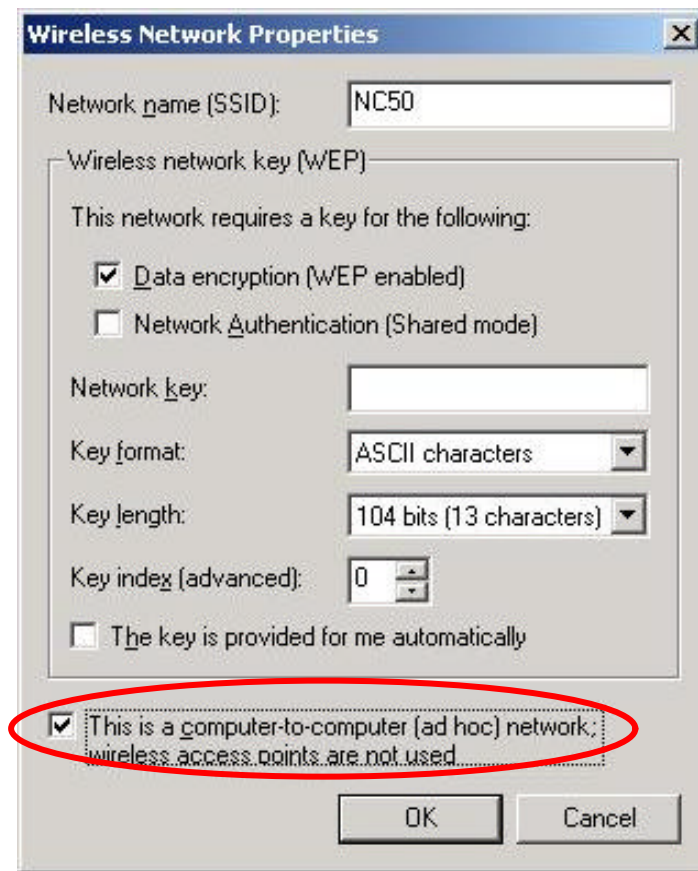 Wireless Network Properties
Network name (SSID):
NC50
Wireless network key (WEP)
This network requires a key for the following:
Data encryption (WEP enabled)
Network Authentication (Shared mode)
Network key:
Key format:
ASCII characters
Key length:
104 bits (13 characters)
Key index (advanced):
0
The key is provided for me automatically
This is a computer-to-computer (ad hoc) network;
wireless access points are not used
OK
Cancel